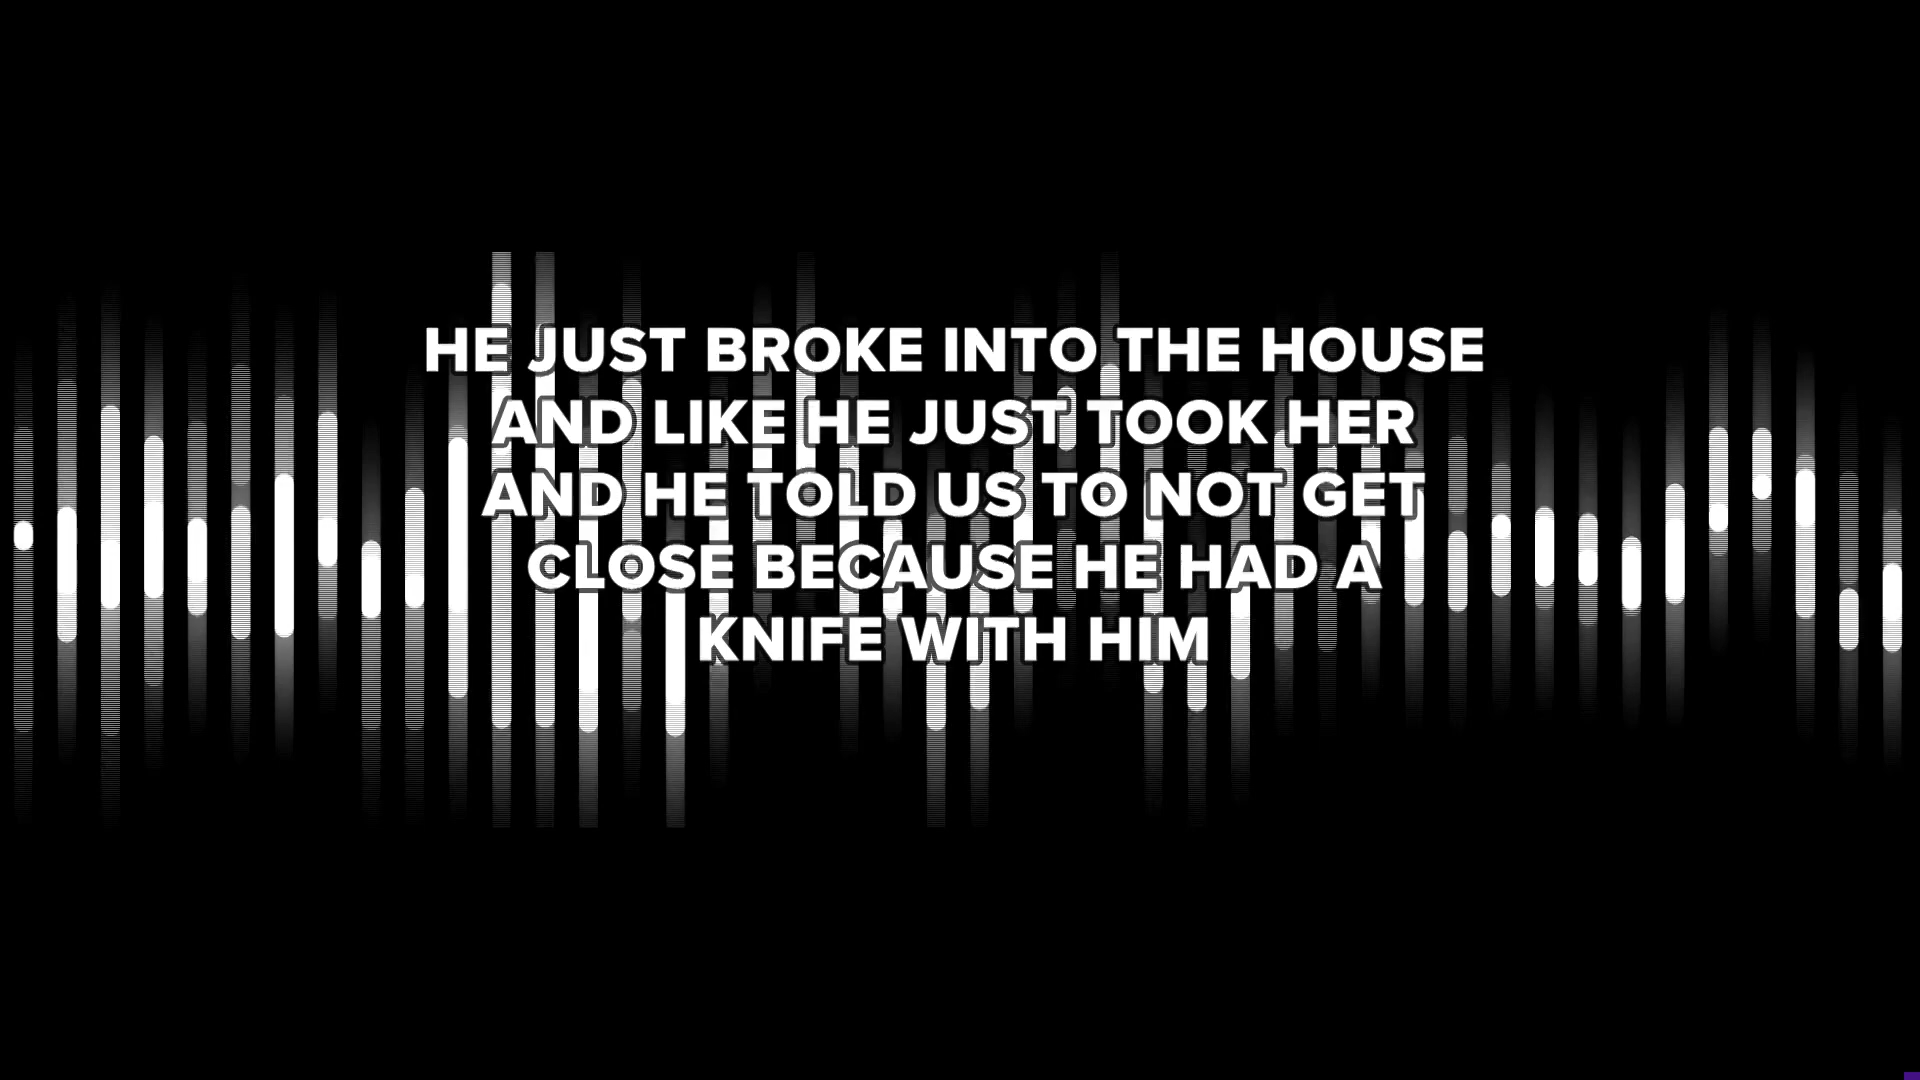 HE JUST BROKE INTO THE HOUSE
AND LIKE HE JUST TOOK HER
AND HE TOLD US TO NOT GET
CLOSE BECAUSE HE HAD A
KNIFE WITH HIM